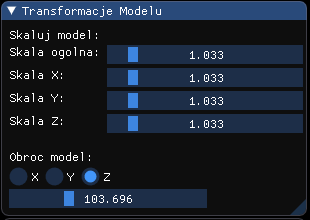 Transformacje Modelu
Skaluj model:
Skala ogolna: 1.033
Skala X: 1.033
Skala Y: 1.033
Skala Z: 1.033
Obroc model:
X Y Z
103.696